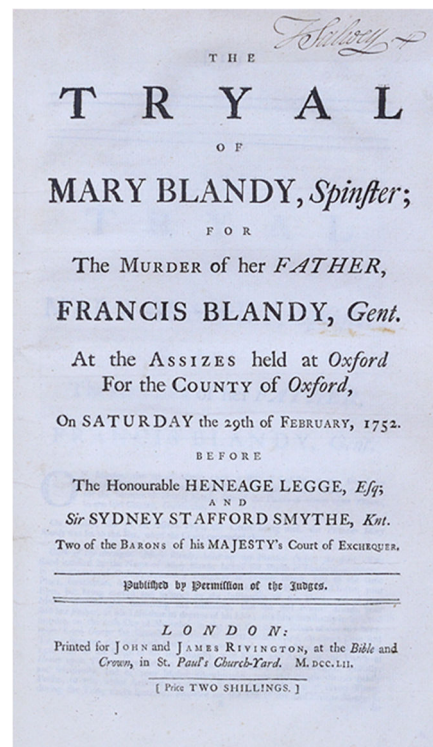 THE
TRYAL
OF
MARY BLANDY, Spinſter;
FOR
The MURDER of her FATHER,
FRANCIS BLANDY, Gent.
At the ASSIZES held at Oxford
For the COUNTY of Oxford,
On SATURDAY the 29th of FEBRUARY, 1752.
BEFORE
The Honourable HENEAGE LEGGE, Eſq;
AND
Sir SYDNEY STAFFORD SMYTHE, Knt.
Two of the BARONS of his MAJESTY's Court of EXCHEQUER.
Publiſhed by Permiſſion of the Judges.
LONDON:
Printed for JOHN and JAMES RIVINGTON, at the Bible and
Crown, in St. Paul's Church-Yard. M.DCC.LII.
[ Price TWO SHILLINGS. ]